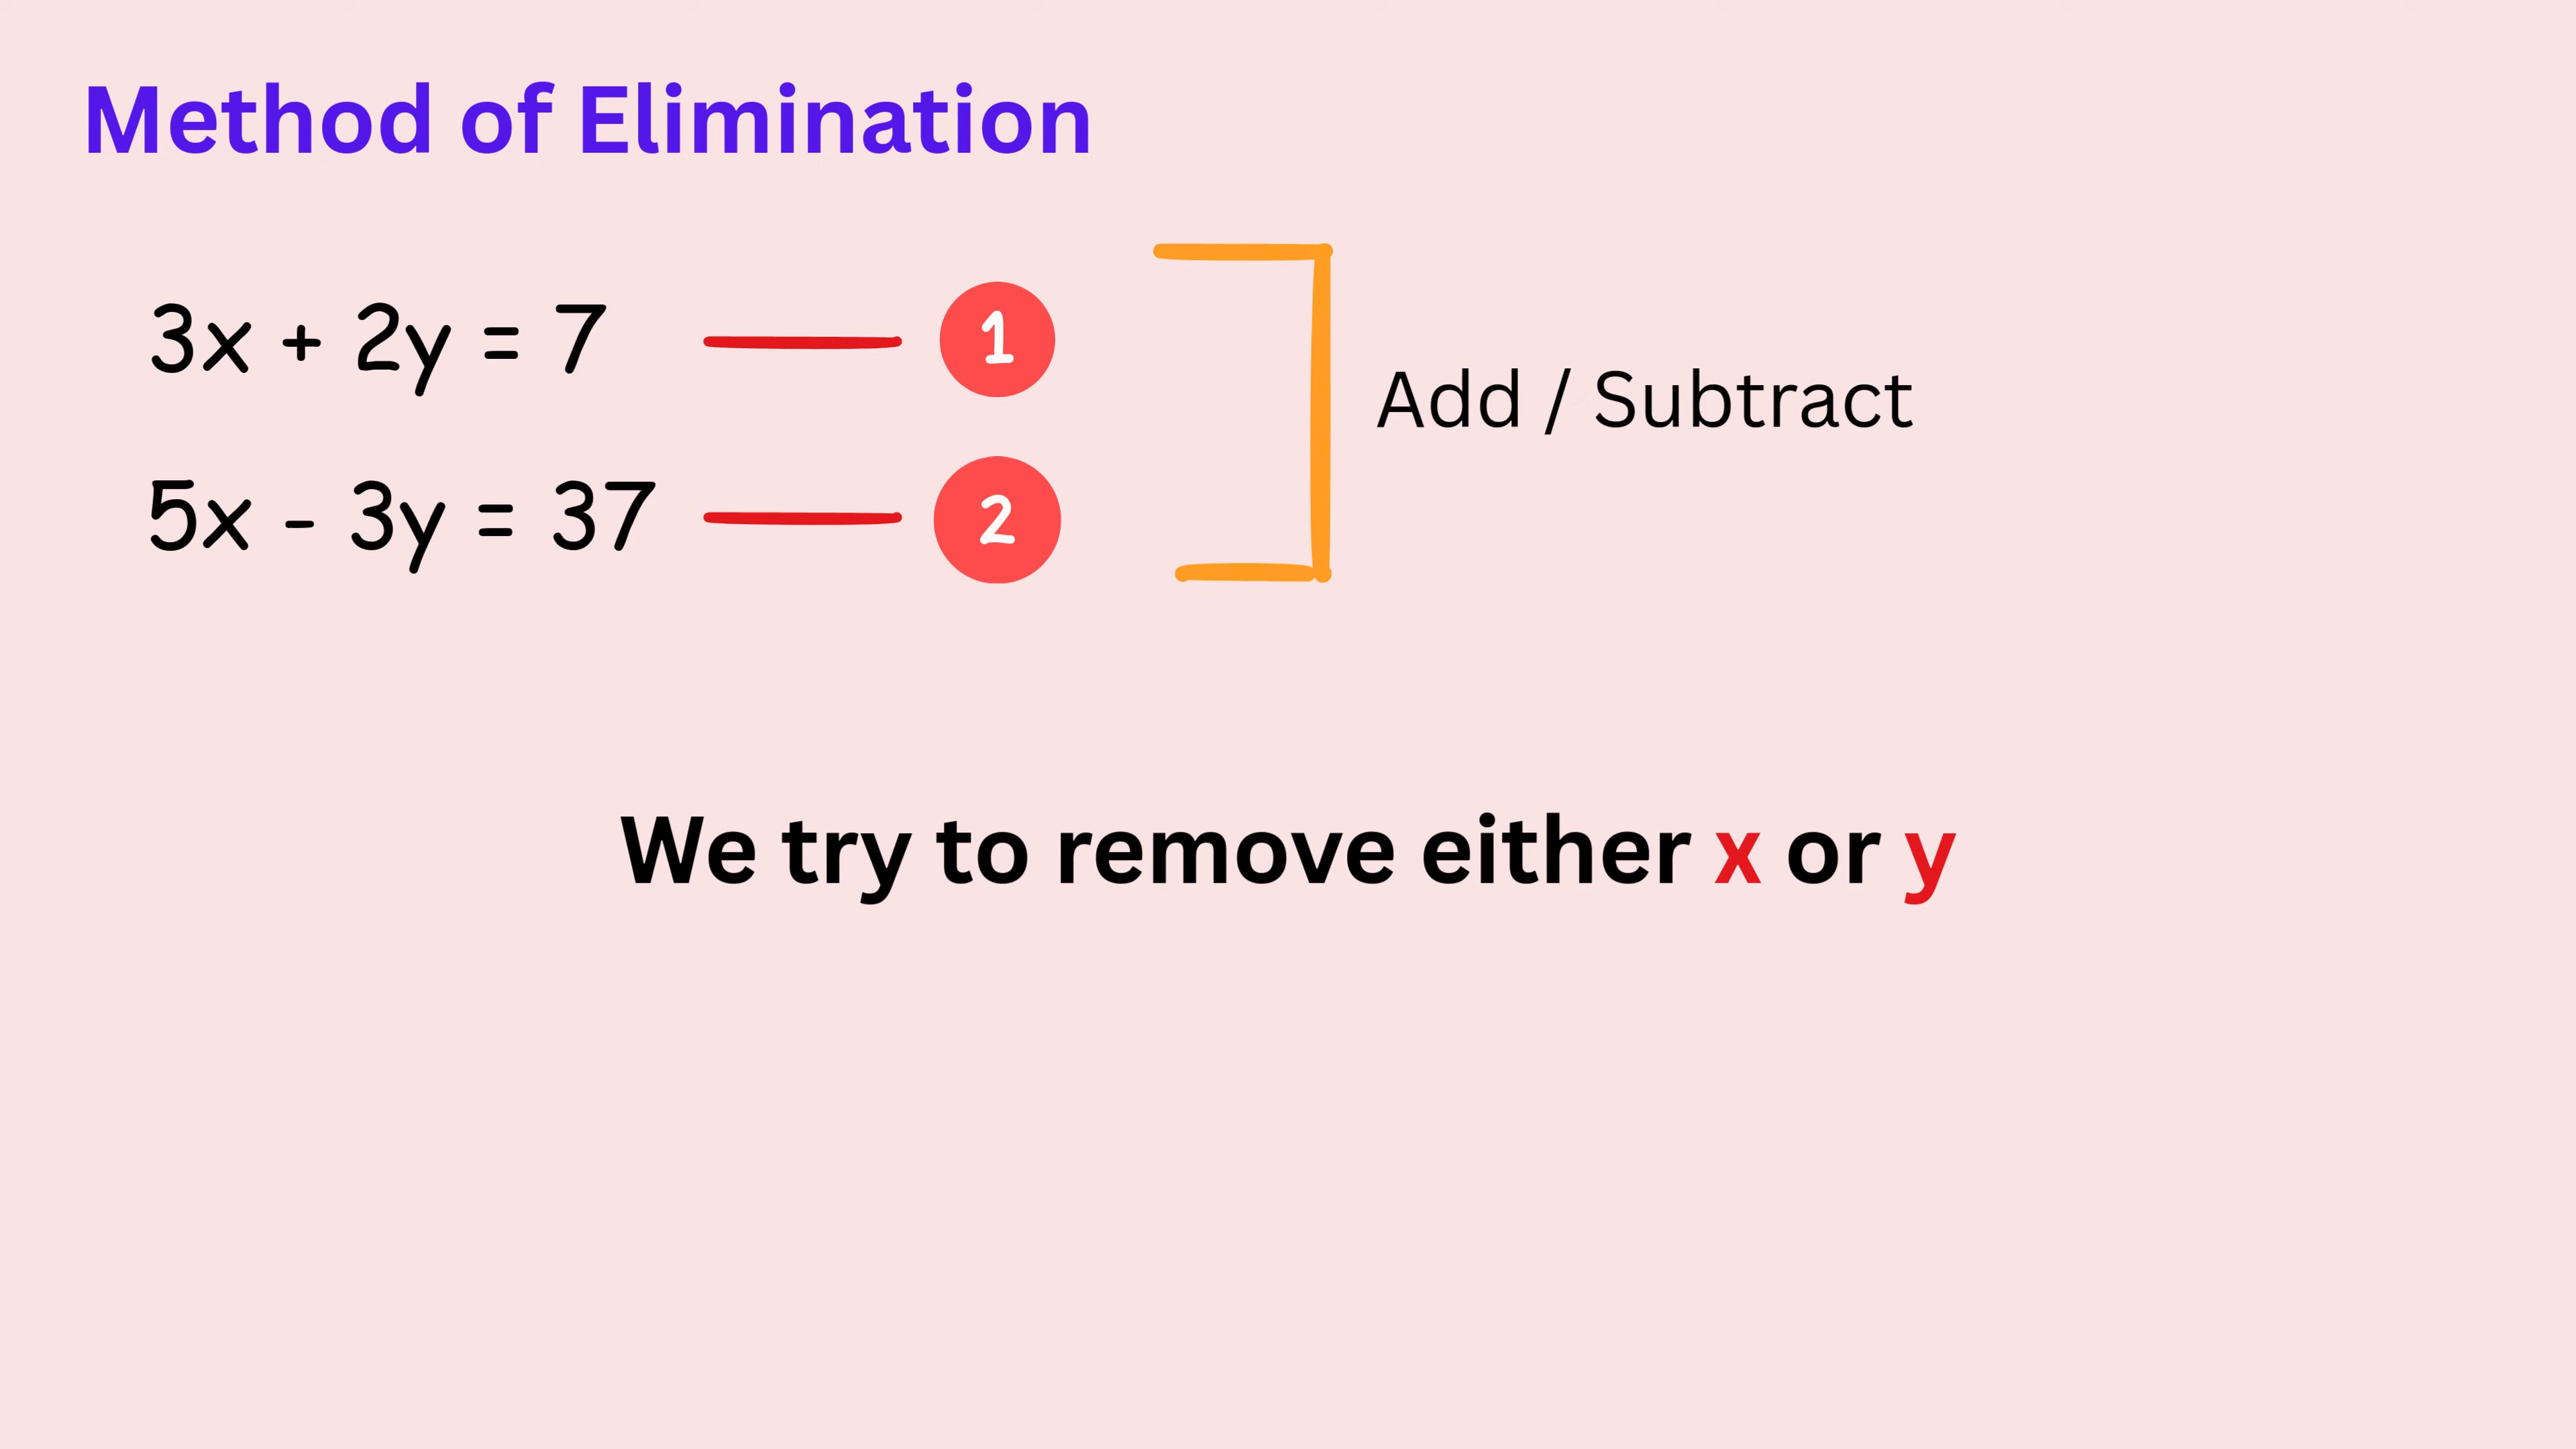 Method of Elimination
3x + 2y = 7 1
Add / Subtract
5x - 3y = 37 2
We try to remove either x or y